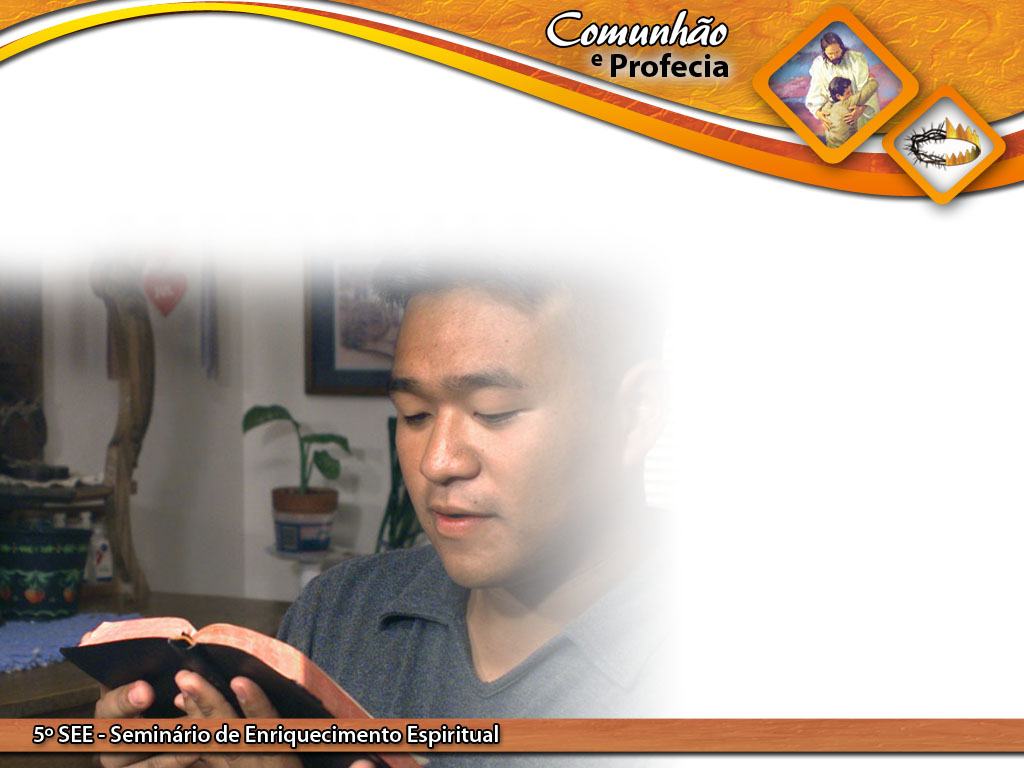 Comunhão
e Profecia
5º SEE - Seminário de Enriquecimento Espiritual